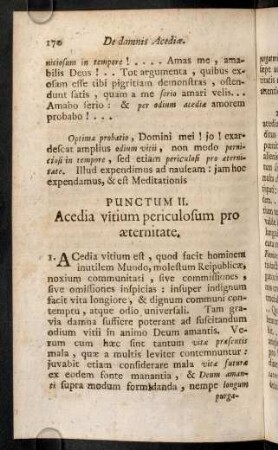 170 De damnis Acediæ.
niciosum in tempore ! . . . . Amas me , ama-
bilis Deus ! . . Tot argumenta , quibus ex-
osum esse tibi pigritiam demonstras , osten-
dunt satis , quam a me serio amari velis...
Amabo serio : & per odium acediæ amorem
probabo ! . . .
Optima probatio, Domini mei ! jo ! exar-
descat amplius odium vitii , non modo perni-
tiosi in tempore , sed etiam periculosi pro æterni-
tate. Illud expendimus ad nauseam : jam hoc
expendamus, & est Meditationis
PUNCTUM II.
Acedia vitium periculosum pro
æternitate.
1. ACedia vitium est , quod facit hominem
inutilem Mundo, molestum Reipublicæ,
noxium communitati , sive commissiones ,
sive omissiones inspicias : insuper indignum
facit vita longiore , & dignum communi con-
temptu , atque odio universali. Tam gra-
via damna sufficere poterant ad suscitandum
odium vitii in animo Deum amantis. Ve-
rum cum hæc sint tantum vitæ præsentis
mala , quæ a multis leviter contemnuntur :
juvabit etiam considerare mala vitæ futuræ
ex eodem fonte manantia , & Deum aman-
ti supra modum formidanda , nempe longum
purga-